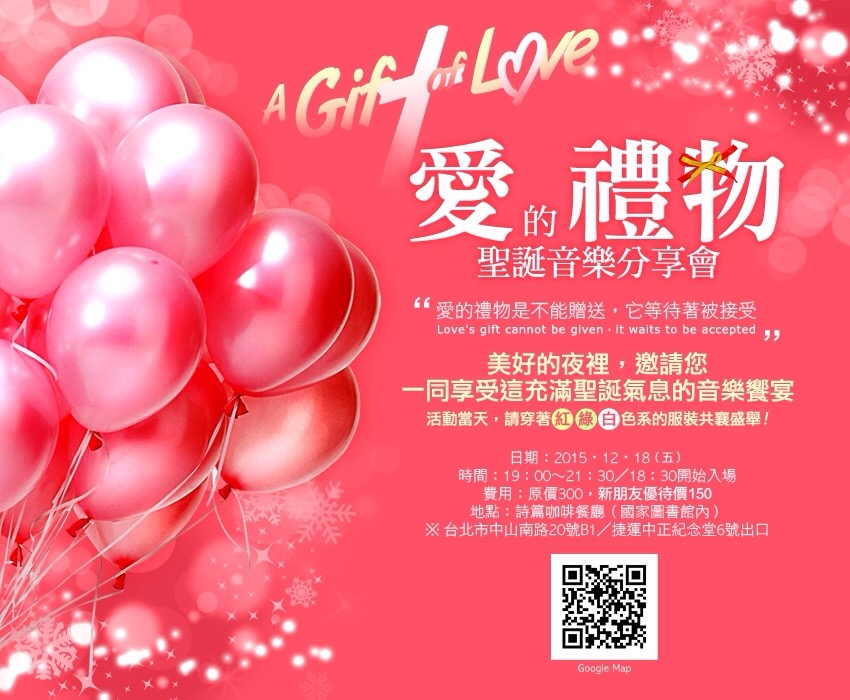 A Gift of Love
愛的禮物
聖誕音樂分享會
“愛的禮物是不能贈送，它等待著被接受
Love's gift cannot be given，it waits to be accepted”
美好的夜裡，邀請您
一同享受這充滿聖誕氣息的音樂饗宴
活動當天，請穿著紅綠白色系的服裝共襄盛舉！
日期：2015・12・18（五）
時間：19：00～21：30／18：30開始入場
費用：原價300，新朋友優待價150
地點：詩篇咖啡餐廳（國家圖書館內）
※ 台北市中山南路20號B1／捷運中正紀念堂6號出口
Google Map